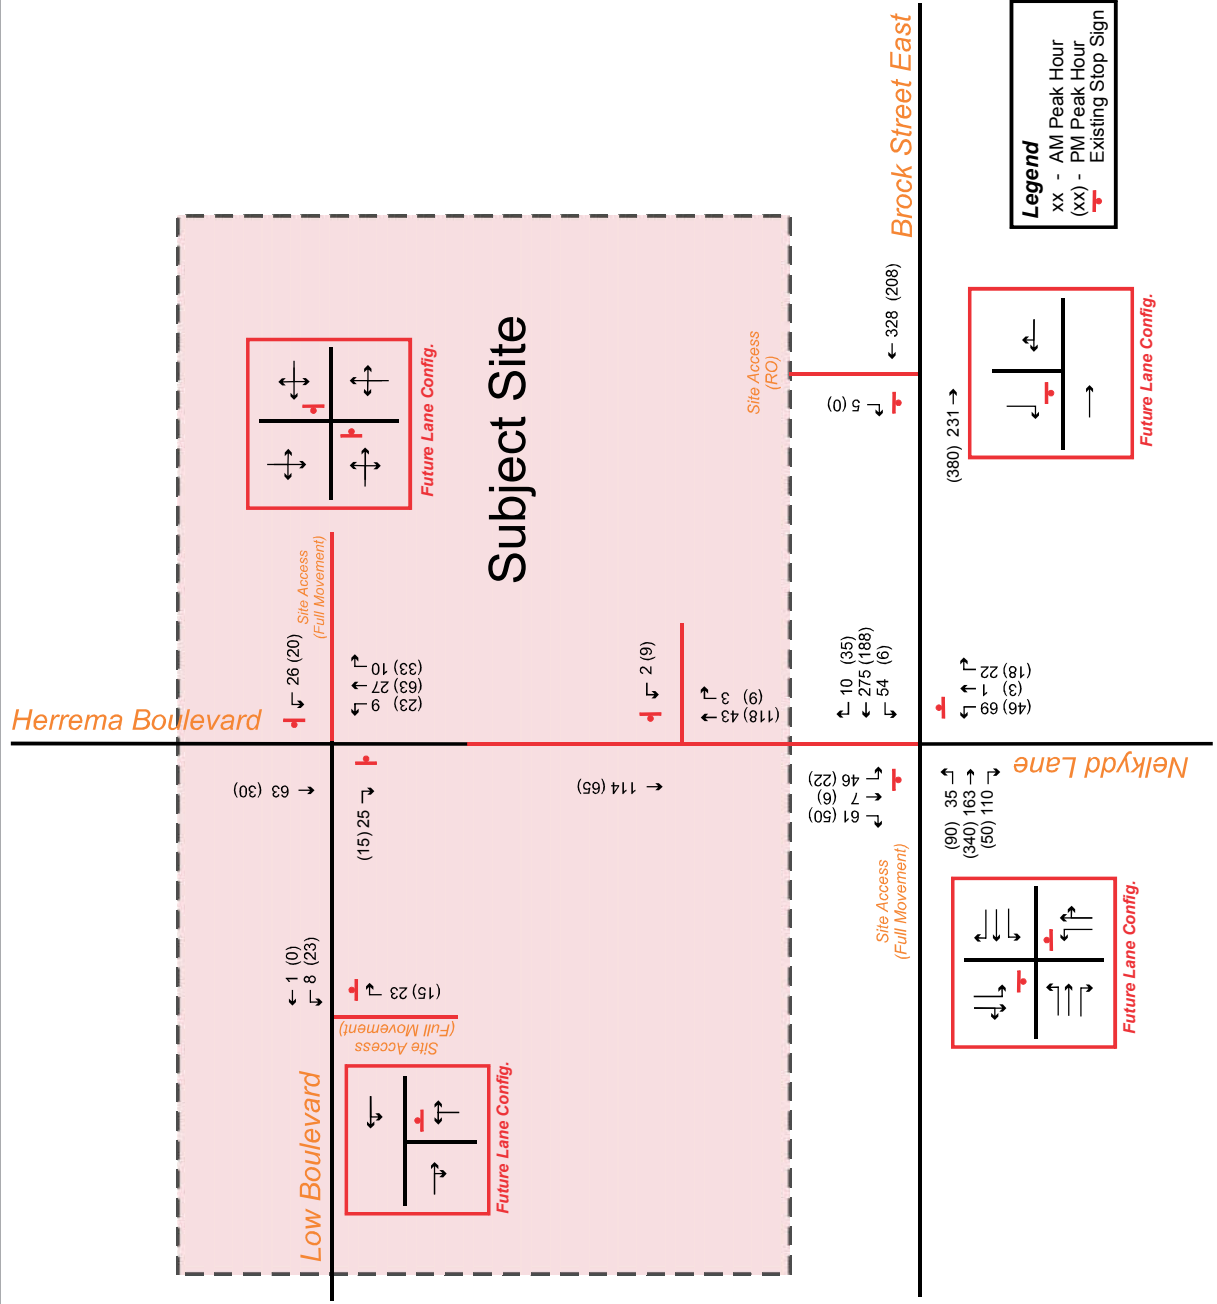 Herrema Boulevard
Low Boulevard
Brock Street East
Nelkydd Lane
Subject Site
Legend
xx - AM Peak Hour
(xx) - PM Peak Hour
Existing Stop Sign
Future Lane Config.
Site Access
(Full Movement)
26 (20)
(33) 10
(63) 27
(23) 9
63 (30)
(15) 25
1 (0)
8 (23)
(15) 23
Site Access
(Full Movement)
Future Lane Config.
2 (9)
(9) 3
(118) 43
114 (65)
Site Access
(RO)
328 (208)
5 (0)
(380) 231
Future Lane Config.
10 (35)
275 (188)
54 (6)
(18) 22
(3) 1
(46) 69
46 (22)
7 (6)
61 (50)
(90) 35
(340) 163
(50) 110
Site Access
(Full Movement)
Future Lane Config.